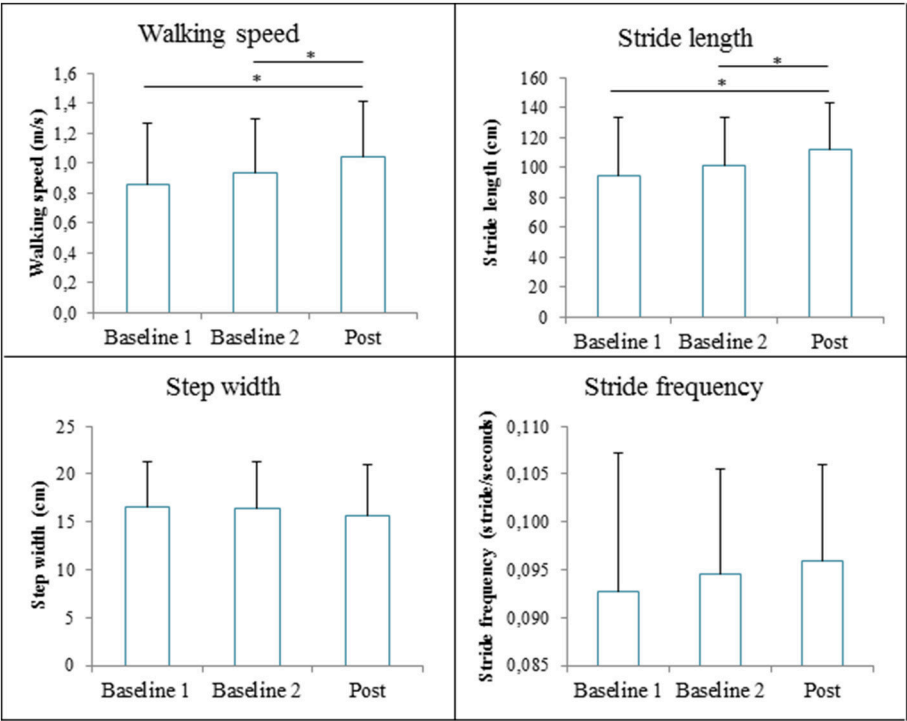 Walking speed
*
*
Walking speed (m/s)
1,6
1,4
1,2
1,0
0,8
0,6
0,4
0,2
0,0
Baseline 1 Baseline 2 Post
Stride length
*
*
Stride length (cm)
160
140
120
100
80
60
40
20
0
Baseline 1 Baseline 2 Post
Step width
Step width (cm)
25
20
15
10
5
0
Baseline 1 Baseline 2 Post
Stride frequency
Stride frequency (stride/seconds)
0,110
0,105
0,100
0,095
0,090
0,085
Baseline 1 Baseline 2 Post